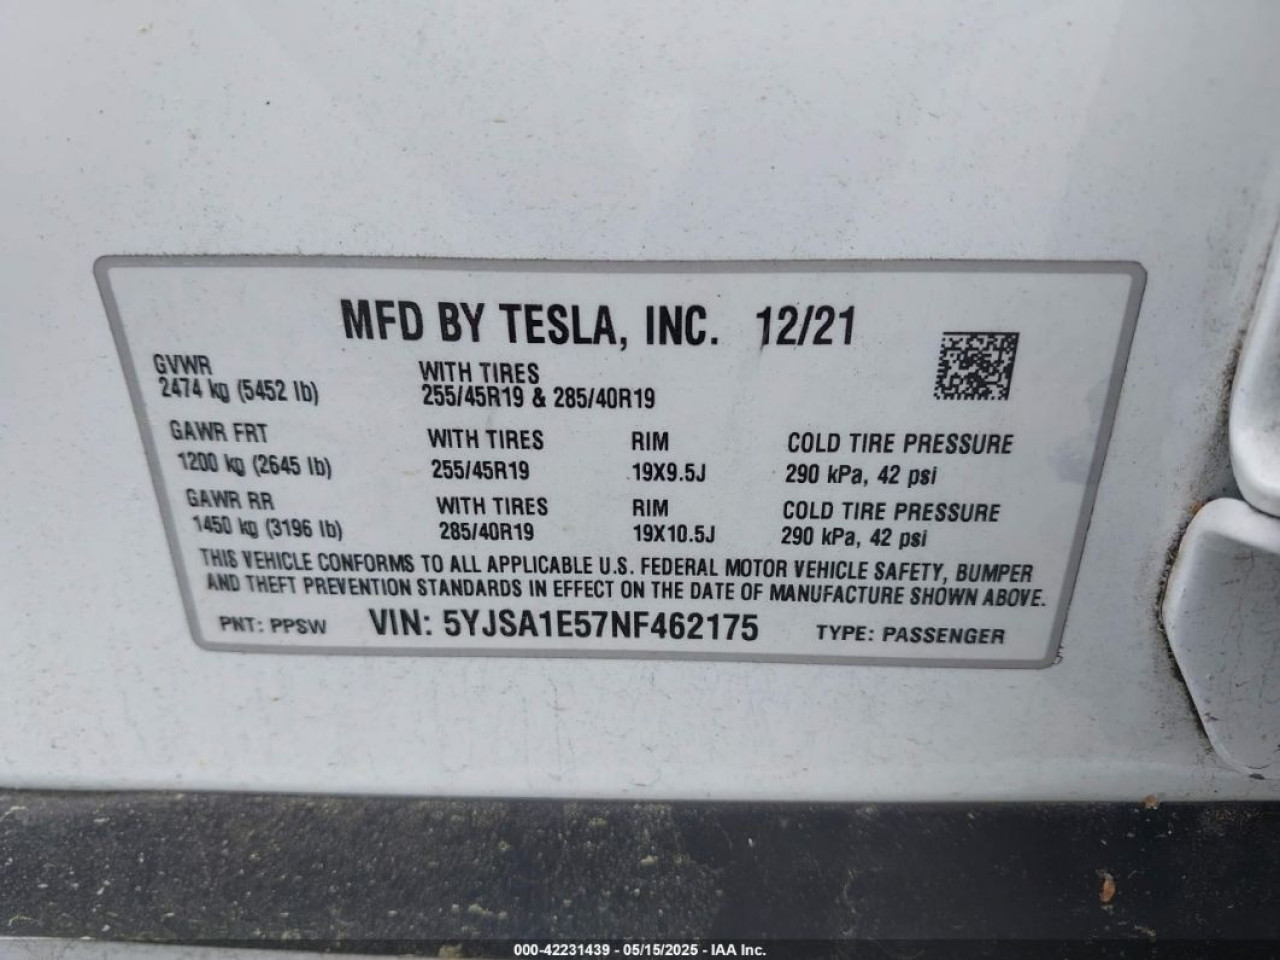 MFD BY TESLA, INC. 12/21
GVWR
2474 kg (5452 lb)
WITH TIRES
255/45R19 & 285/40R19
GAWR FRT WITH TIRES RIM COLD TIRE PRESSURE
1200 kg (2645 lb) 255/45R19 19X9.5J 290 kPa, 42 psi
GAWR RR WITH TIRES RIM COLD TIRE PRESSURE
1450 kg (3196 lb) 285/40R19 19X10.5J 290 kPa, 42 psi
THIS VEHICLE CONFORMS TO ALL APPLICABLE U.S. FEDERAL MOTOR VEHICLE SAFETY, BUMPER
AND THEFT PREVENTION STANDARDS IN EFFECT ON THE DATE OF MANUFACTURE SHOWN ABOVE.
PNT: PPSW VIN: 5YJSA1E57NF462175 TYPE: PASSENGER
000-42231439 - 05/15/2025 - IAA Inc.